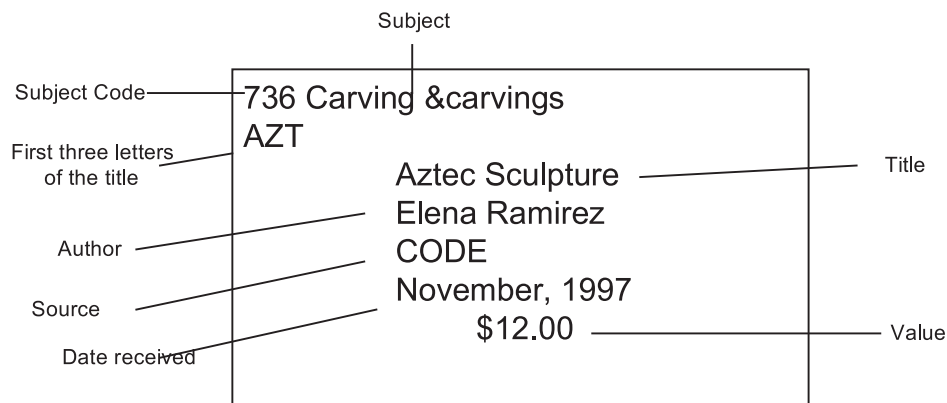 Subject
Subject Code
736 Carving &carvings
AZT
First three letters
of the title
Aztec Sculpture
Title
Elena Ramirez
Author
CODE
Source
November, 1997
$12.00
Value
Date received